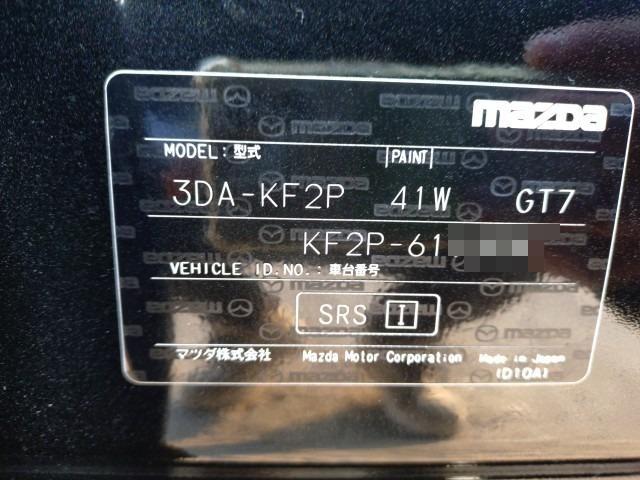 mazda
MODEL: 型式 PAINT
3DA-KF2P 41W GT7
KF2P-61
VEHICLE ID.NO.: 車台番号
SRS I
マツダ株式会社 Mazda Motor Corporation Made in Japan
(D10A)